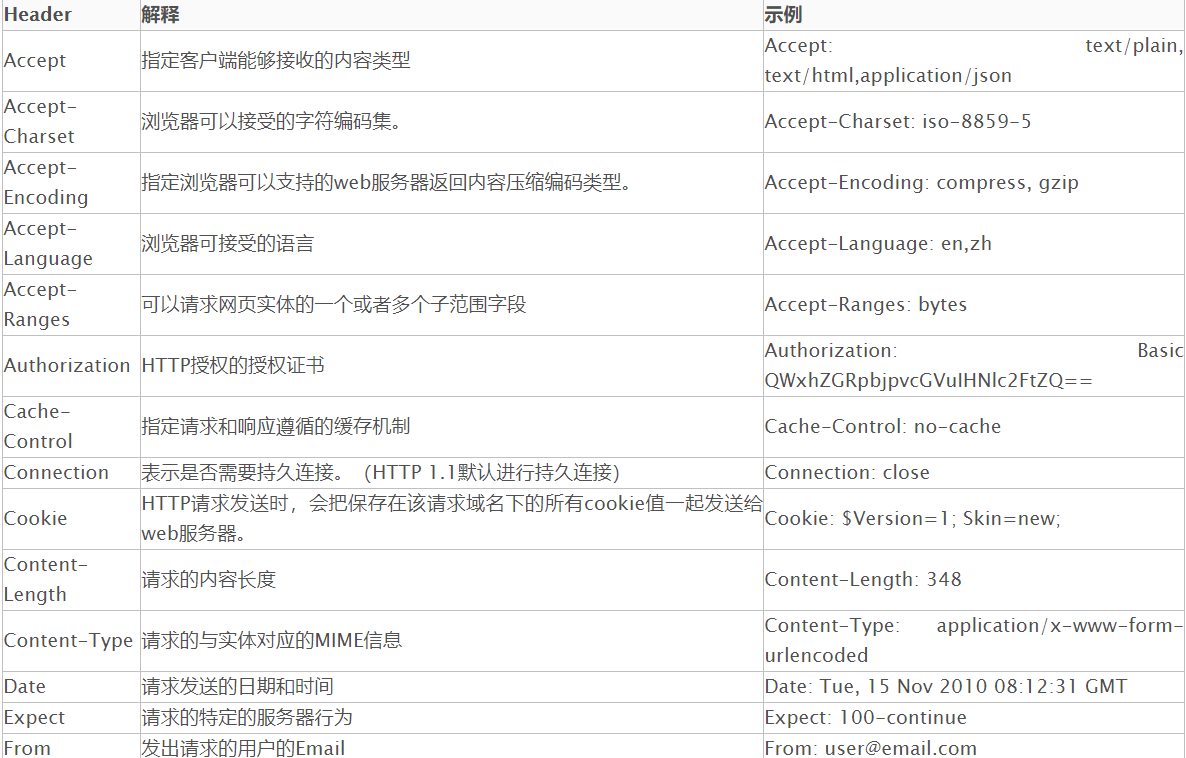 Header 解释 示例
Accept 指定客户端能够接收的内容类型 Accept: text/plain,
text/html,application/json
Accept-
Charset 浏览器可以接受的字符编码集。 Accept-Charset: iso-8859-5
Accept-
Encoding 指定浏览器可以支持的web服务器返回内容压缩编码类型。 Accept-Encoding: compress, gzip
Accept-
Language 浏览器可接受的语言 Accept-Language: en,zh
Accept-
Ranges 可以请求网页实体的一个或者多个子范围字段 Accept-Ranges: bytes
Authorization HTTP授权的授权证书 Authorization: Basic
QWxhZGRpbjpvcGVuIHNlc2FtZQ==
Cache-
Control 指定请求和响应遵循的缓存机制 Cache-Control: no-cache
Connection 表示是否需要持久连接。（HTTP 1.1默认进行持久连接） Connection: close
Cookie HTTP请求发送时，会把保存在该请求域名下的所有cookie值一起发送给
web服务器。 Cookie: $Version=1; Skin=new;
Content-
Length 请求的内容长度 Content-Length: 348
Content-Type 请求的与实体对应的MIME信息 Content-Type: application/x-www-form-
urlencoded
Date 请求发送的日期和时间 Date: Tue, 15 Nov 2010 08:12:31 GMT
Expect 请求的特定的服务器行为 Expect: 100-continue
From 发出请求的用户的Email From: user@email.com